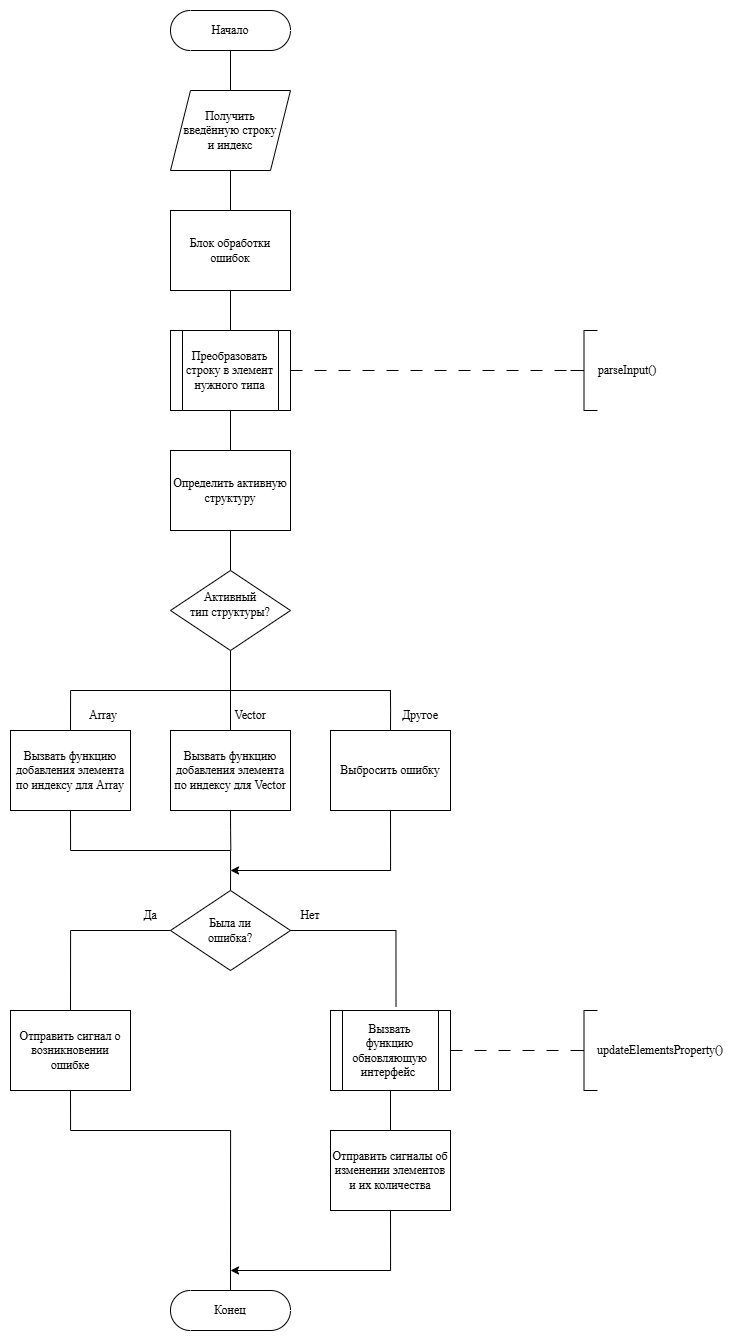 Начало
Получить
введённую строку
и индекс
Блок обработки
ошибок
Преобразовать
строку в элемент
нужного типа
parseInput()
Определить активную
структуру
Активный
тип структуры?
Array
Vector
Другое
Вызвать функцию
добавления элемента
по индексу для Array
Вызвать функцию
добавления элемента
по индексу для Vector
Выбросить ошибку
Да
Была ли
ошибка?
Нет
Отправить сигнал о
возникновении
ошибке
Вызвать
функцию
обновляющую
интерфейс
updateElementsProperty()
Отправить сигналы об
изменении элементов
и их количества
Конец